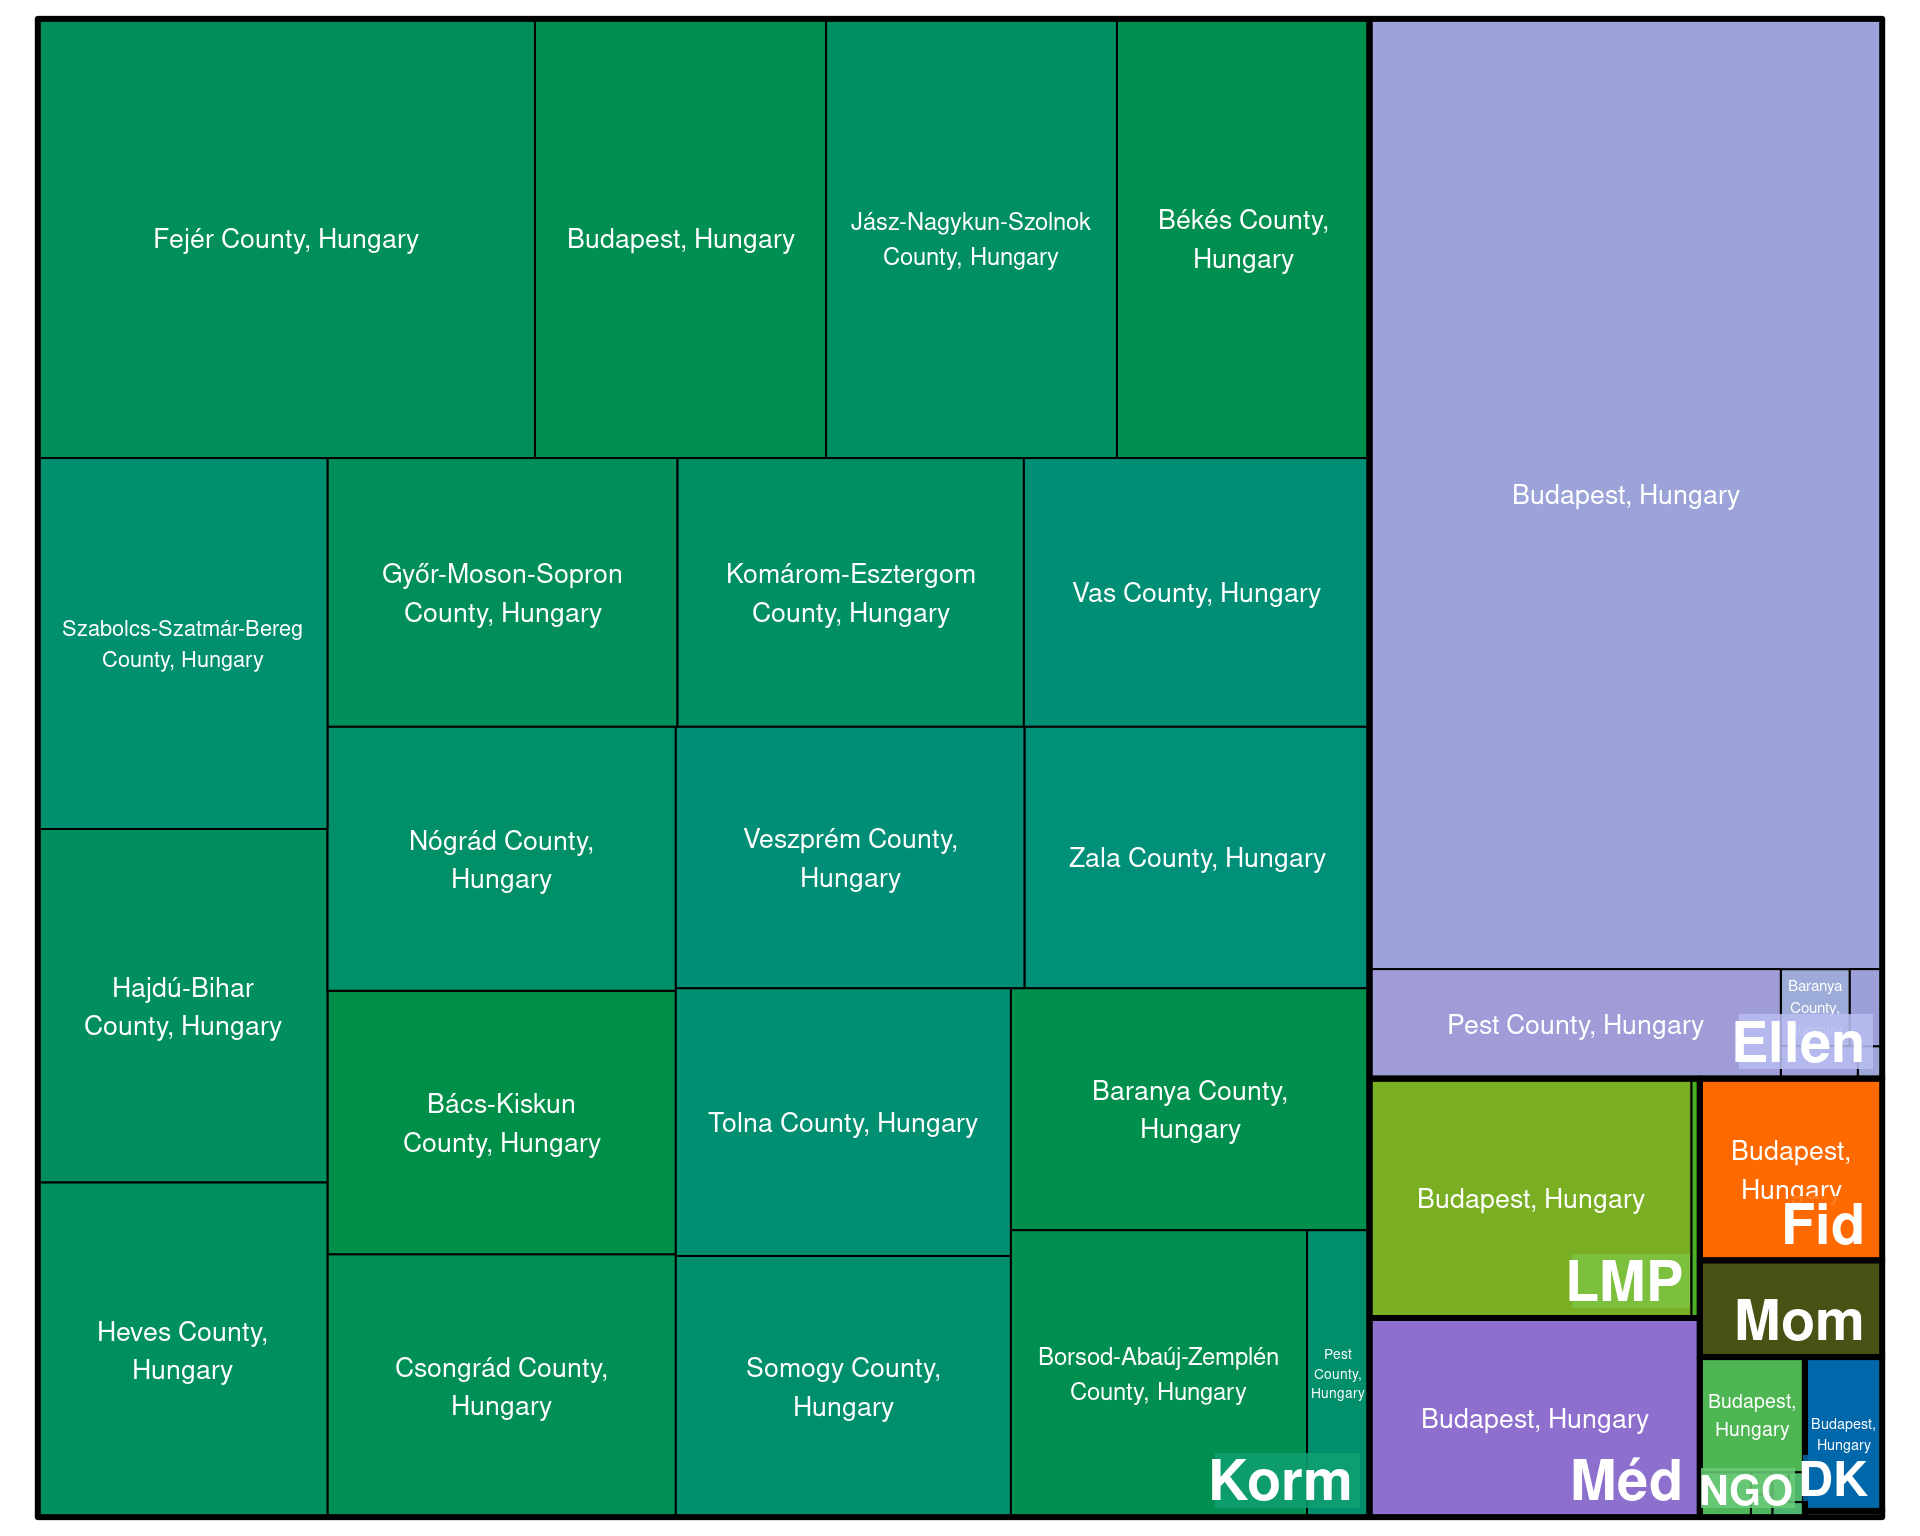 Fejér County, Hungary
Budapest, Hungary
Jász-Nagykun-Szolnok
County, Hungary
Békés County,
Hungary
Szabolcs-Szatmár-Bereg
County, Hungary
Győr-Moson-Sopron
County, Hungary
Komárom-Esztergom
County, Hungary
Vas County, Hungary
Nógrád County,
Hungary
Veszprém County,
Hungary
Zala County, Hungary
Hajdú-Bihar
County, Hungary
Bács-Kiskun
County, Hungary
Tolna County, Hungary
Baranya County,
Hungary
Heves County,
Hungary
Csongrád County,
Hungary
Somogy County,
Hungary
Borsod-Abaúj-Zemplén
County, Hungary
Pest
County,
Hungary
Korm
Budapest, Hungary
Pest County, Hungary
Baranya
County,
Ellen
Budapest, Hungary
LMP
Budapest,
Hungary
Fid
Mom
Budapest, Hungary
Méd
Budapest,
Hungary
NGO
Budapest,
Hungary
DK